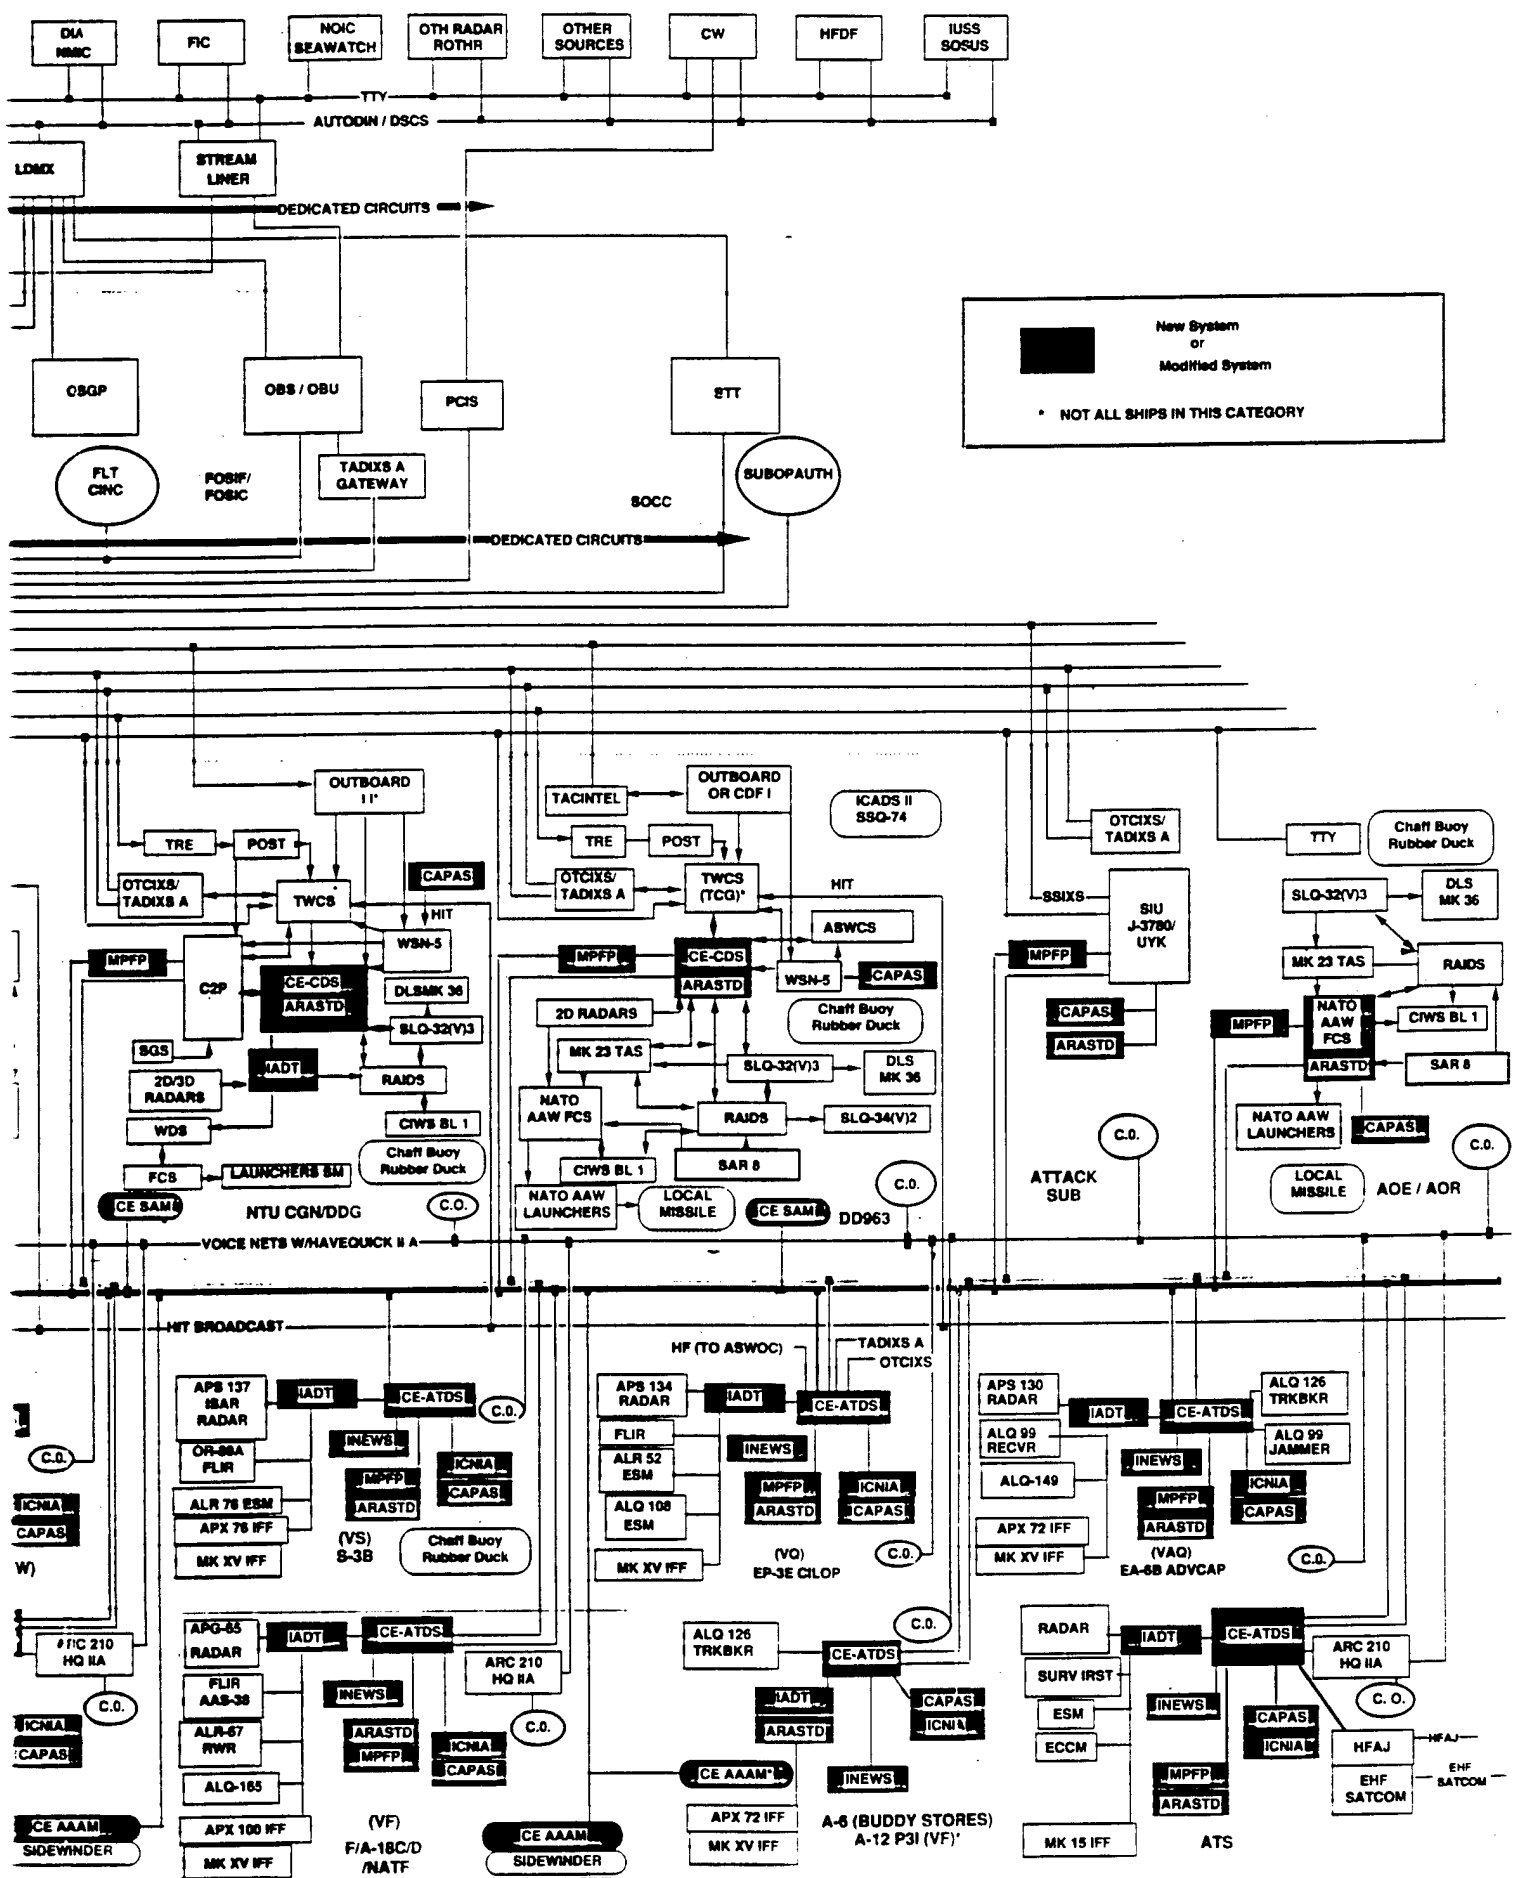 DIA
NMIC
FIC
NOIC
SEAWATCH
OTH RADAR
ROTHR
OTHER
SOURCES
CW
HFDF
IUSS
SOSUS
TTY
AUTODIN / DSCS
LDMX
STREAM
LINER
DEDICATED CIRCUITS
New System
or
Modified System
* NOT ALL SHIPS IN THIS CATEGORY
OSGP
OBS / OBU
PCIS
STT
FLT
CINC
FOSIF/
FOSIC
TADIXS A
GATEWAY
SOCC
SUBOPAUTH
DEDICATED CIRCUITS
OUTBOARD
I I*
TRE
POST
OTCIXS/
TADIXS A
TWCS
*
CAPAS
HIT
WSN-5
MPFP
C2P
CE-CDS
ARASTD
DLSMK 36
SLQ-32(V)3
SGS
IADT
RAIDS
2D/3D
RADARS
WDS
CIWS BL 1
FCS
LAUNCHERS SM
Chaff Buoy
Rubber Duck
CE SAM
NTU CGN/DDG
C.O.
TACINTEL
OUTBOARD
OR CDF I
ICADS II
SSQ-74
TRE
POST
OTCIXS/
TADIXS A
TWCS
(TCG)*
HIT
ASWCS
MPFP
CE-CDS
ARASTD
WSN-5
CAPAS
2D RADARS
Chaff Buoy
Rubber Duck
MK 23 TAS
SLQ-32(V)3
DLS
MK 36
NATO
AAW FCS
RAIDS
SLQ-34(V)2
CIWS BL 1
SAR 8
NATO AAW
LAUNCHERS
LOCAL
MISSILE
CE SAM
C.O.
DD963
OTCIXS/
TADIXS A
SSIXS
SIU
J-3780/
UYK
MPFP
CAPAS
ARASTD
C.O.
ATTACK
SUB
TTY
Chaff Buoy
Rubber Duck
SLQ-32(V)3
DLS
MK 36
MK 23 TAS
RAIDS
MPFP
NATO
AAW
FCS
ARASTD
CIWS BL 1
SAR 8
NATO AAW
LAUNCHERS
CAPAS
C.O.
LOCAL
MISSILE
AOE / AOR
VOICE NETS W/HAVEQUICK II A
HIT BROADCAST
C.O.
ICNIA
CAPAS
W)
APS 137
ISAR
RADAR
IADT
CE-ATDS
C.O.
OR-89A
FLIR
INEWS
MPFP
ARASTD
ICNIA
CAPAS
ALR 76 ESM
APX 76 IFF
MK XV IFF
(VS)
S-3B
Chaff Buoy
Rubber Duck
HF (TO ASWOC)
TADIXS A
OTCIXS
APS 134
RADAR
IADT
CE-ATDS
FLIR
ALR 52
ESM
ALQ 108
ESM
INEWS
MPFP
ARASTD
ICNIA
CAPAS
MK XV IFF
(VQ)
EP-3E CILOP
C.O.
APS 130
RADAR
IADT
CE-ATDS
ALQ 126
TRKBKR
ALQ 99
RECVR
ALQ 99
JAMMER
ALQ-149
INEWS
MPFP
ARASTD
ICNIA
CAPAS
APX 72 IFF
MK XV IFF
(VAQ)
EA-6B ADVCAP
C.O.
ARC 210
HQ IIA
C.O.
ICNIA
CAPAS
CE AAAM
SIDEWINDER
APG-65
RADAR
IADT
CE-ATDS
FLIR
AAS-38
ALR-67
RWR
ALQ-165
INEWS
ARASTD
MPFP
ICNIA
CAPAS
ARC 210
HQ IIA
C.O.
APX 100 IFF
MK XV IFF
(VF)
F/A-18C/D
/NATF
CE AAAM
SIDEWINDER
ALQ 126
TRKBKR
C.O.
CE-ATDS
IADT
ARASTD
CAPAS
ICNIA
CE AAAM*
INEWS
APX 72 IFF
MK XV IFF
A-6 (BUDDY STORES)
A-12 P3I (VF)*
RADAR
IADT
CE-ATDS
ARC 210
HQ IIA
C. O.
SURV IRST
ESM
ECCM
INEWS
CAPAS
ICNIA
MPFP
ARASTD
HFAJ
HFAJ
EHF
SATCOM
EHF
SATCOM
MK 15 IFF
ATS